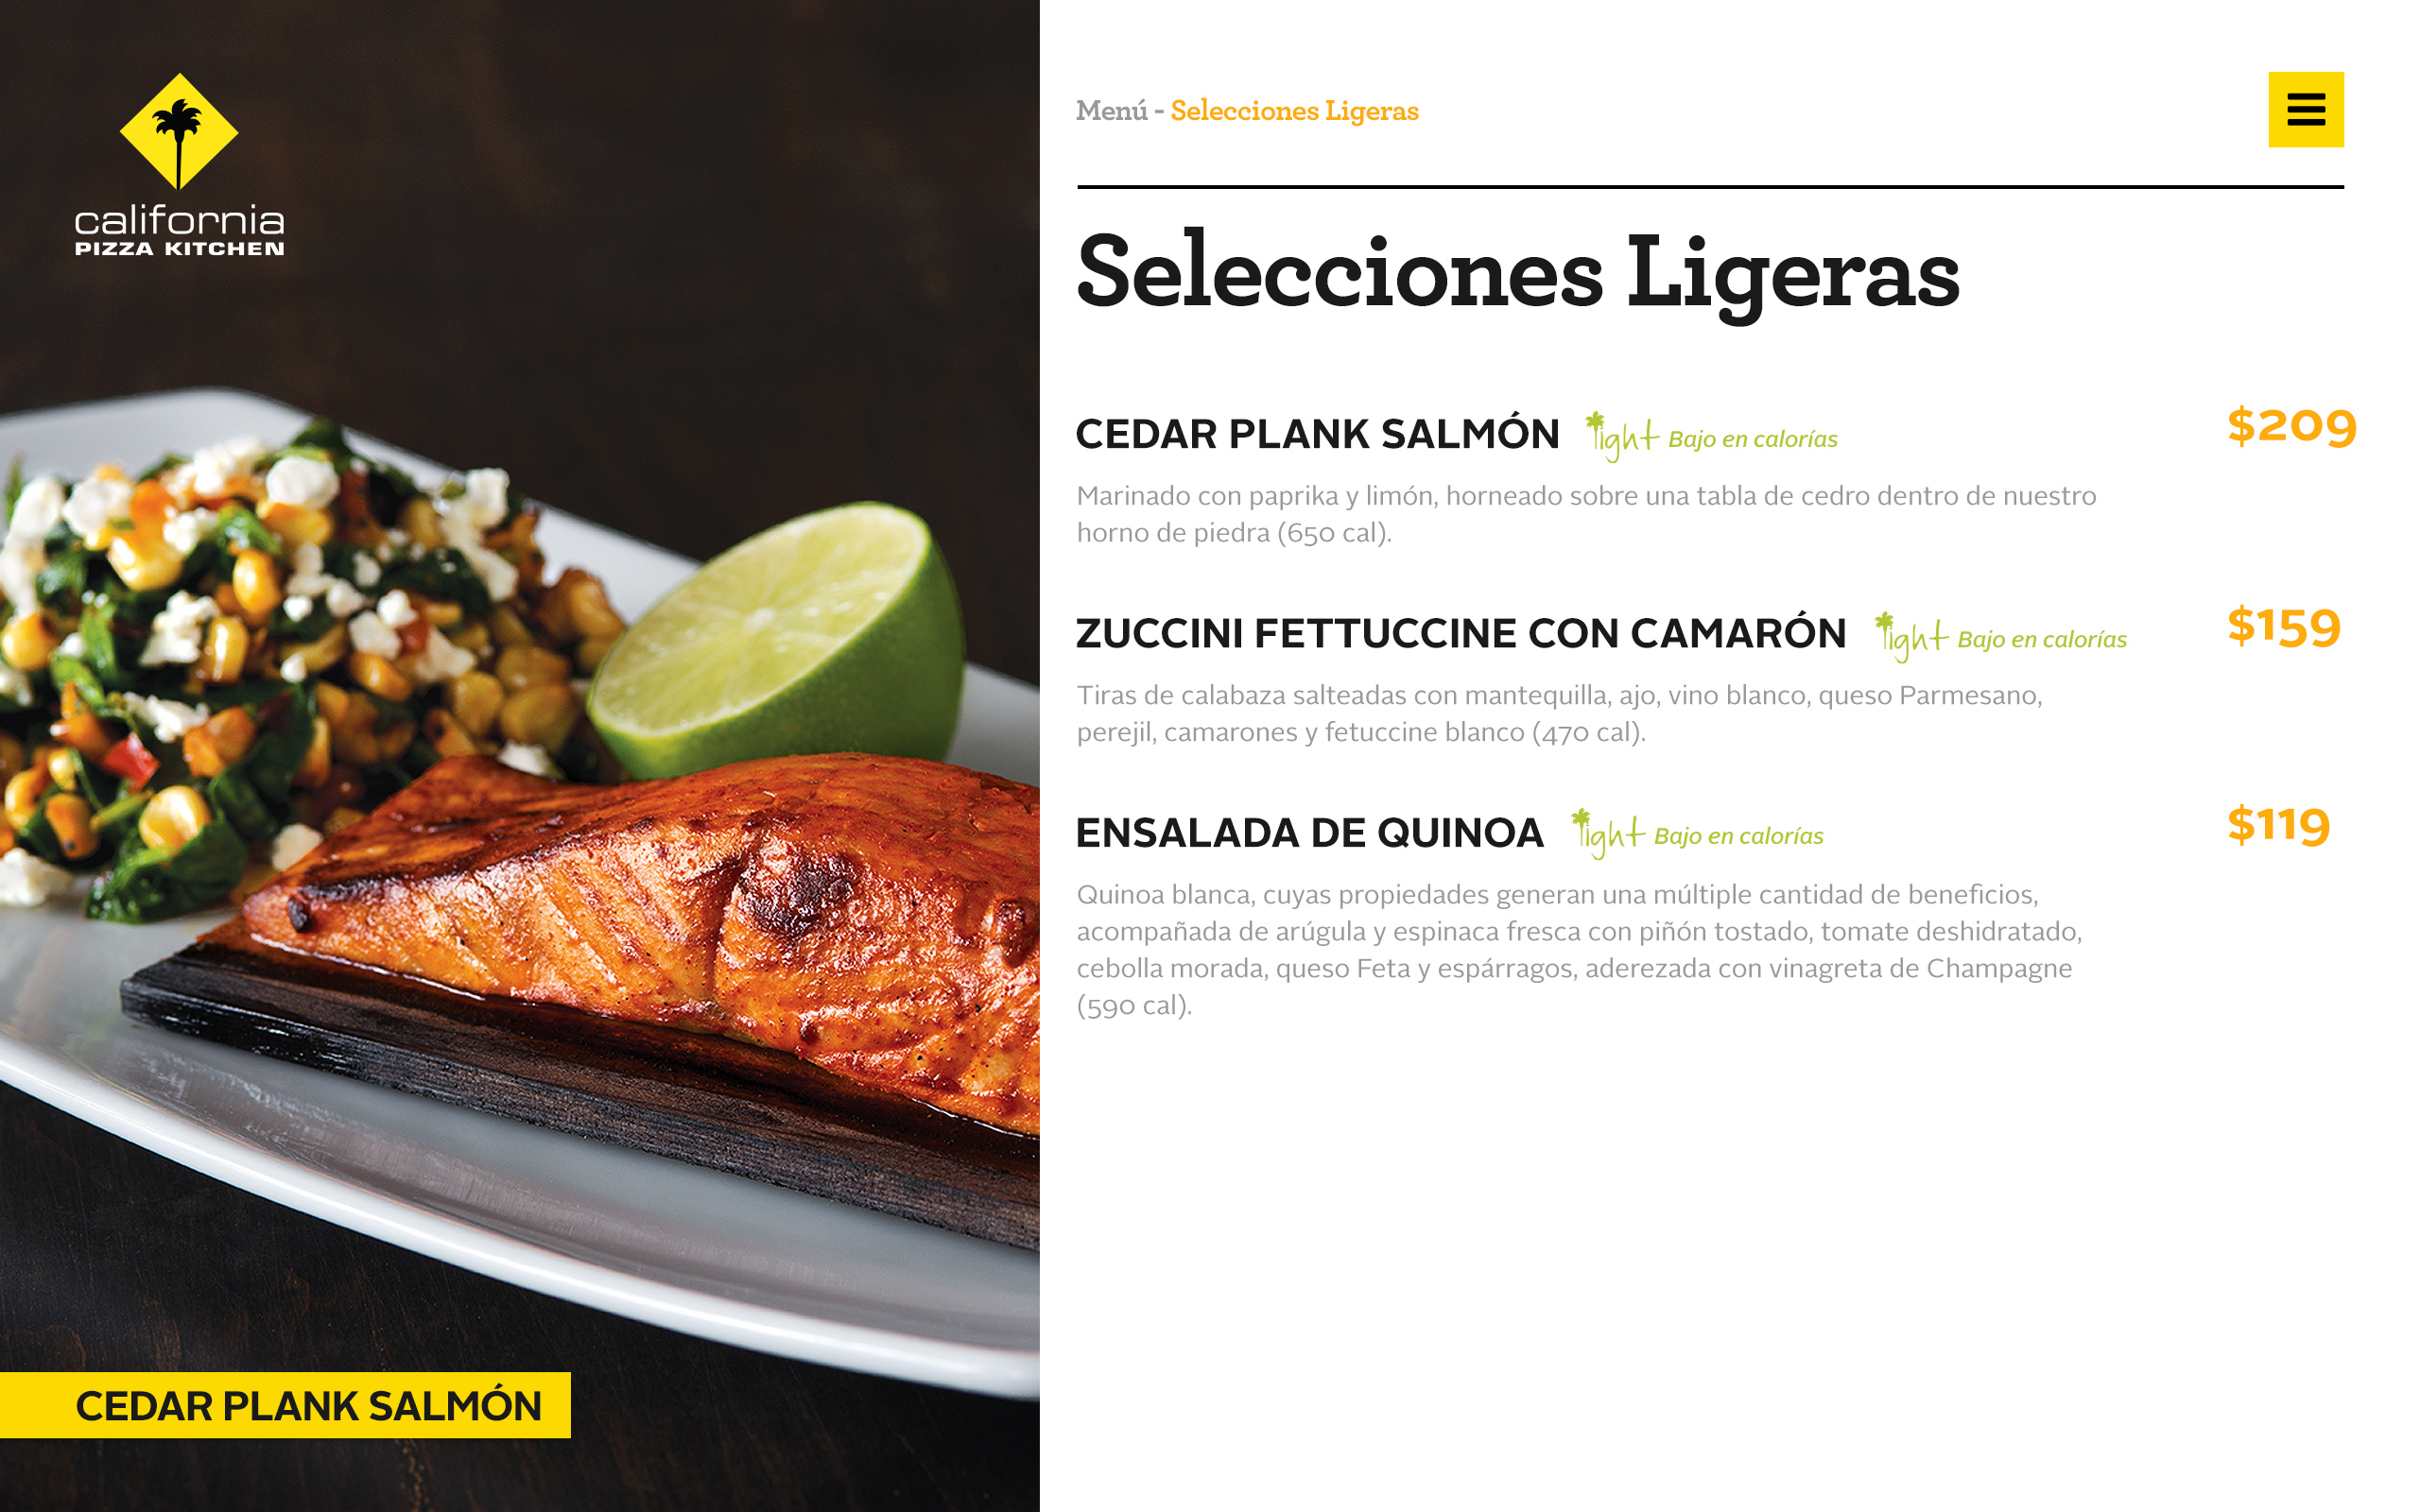 california
PIZZA KITCHEN
CEDAR PLANK SALMÓN
Menú - Selecciones Ligeras
Selecciones Ligeras
CEDAR PLANK SALMÓN light Bajo en calorías $209
Marinado con paprika y limón, horneado sobre una tabla de cedro dentro de nuestro
horno de piedra (650 cal).
ZUCCINI FETTUCCINE CON CAMARÓN light Bajo en calorías $159
Tiras de calabaza salteadas con mantequilla, ajo, vino blanco, queso Parmesano,
perejil, camarones y fetuccine blanco (470 cal).
ENSALADA DE QUINOA light Bajo en calorías $119
Quinoa blanca, cuyas propiedades generan una múltiple cantidad de beneficios,
acompañada de arúgula y espinaca fresca con piñón tostado, tomate deshidratado,
cebolla morada, queso Feta y espárragos, aderezada con vinagreta de Champagne
(590 cal).